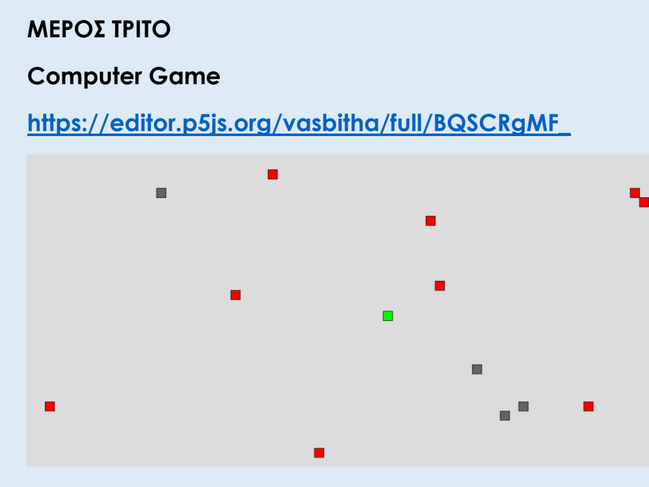 ΜΕΡΟΣ ΤΡΙΤΟ
Computer Game
https://editor.p5js.org/vasbitha/full/BQSCRgMF_